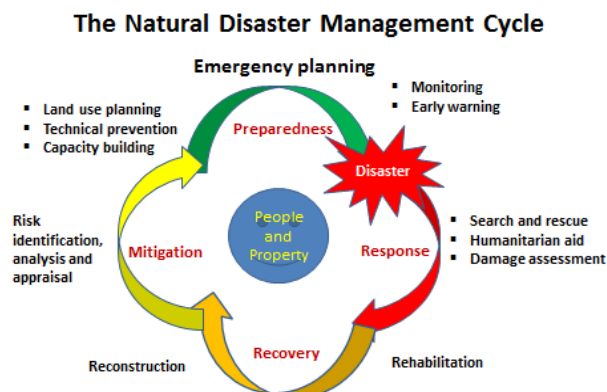 The Natural Disaster Management Cycle
Emergency planning
▪ Monitoring
▪ Early warning
▪ Land use planning
▪ Technical prevention
▪ Capacity building
Preparedness
Disaster
People
and
Property
Risk
identification,
analysis and
appraisal
Mitigation
Response
▪ Search and rescue
▪ Humanitarian aid
▪ Damage assessment
Recovery
Reconstruction
Rehabilitation